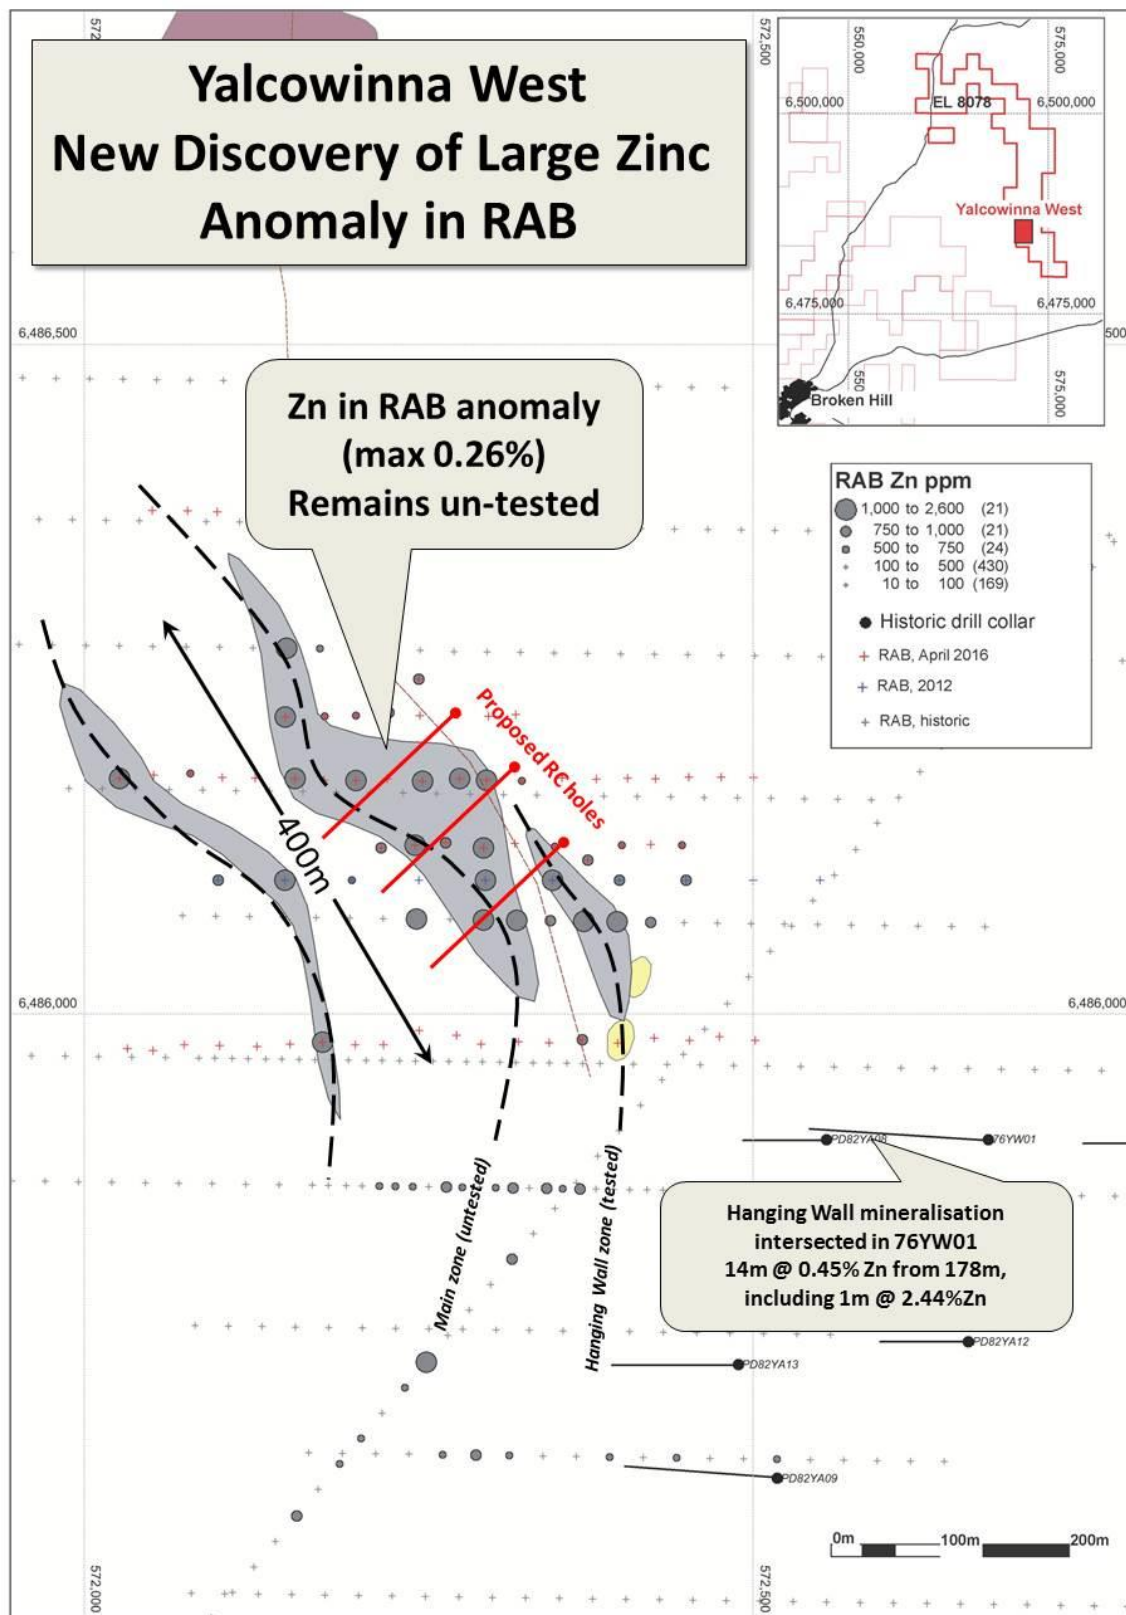 Yalcowinna West
New Discovery of Large Zinc
Anomaly in RAB
572,500
550,000
575,000
6,500,000
6,500,000
EL 8078
Yalcowinna West
6,475,000
6,475,000
575,000
Broken Hill
6,486,500
500
Zn in RAB anomaly
(max 0.26%)
Remains un-tested
RAB Zn ppm
1,000 to 2,600 (21)
750 to 1,000 (21)
500 to 750 (24)
100 to 500 (430)
10 to 100 (169)
Historic drill collar
RAB, April 2016
RAB, 2012
RAB, historic
Proposed RC holes
400m
6,486,000
6,486,000
PD82YA08
76YW01
Main zone (untested)
Hanging Wall zone (tested)
Hanging Wall mineralisation
intersected in 76YW01
14m @ 0.45% Zn from 178m,
including 1m @ 2.44%Zn
PD82YA12
PD82YA13
PD82YA09
0m 100m 200m
572,000
572,500